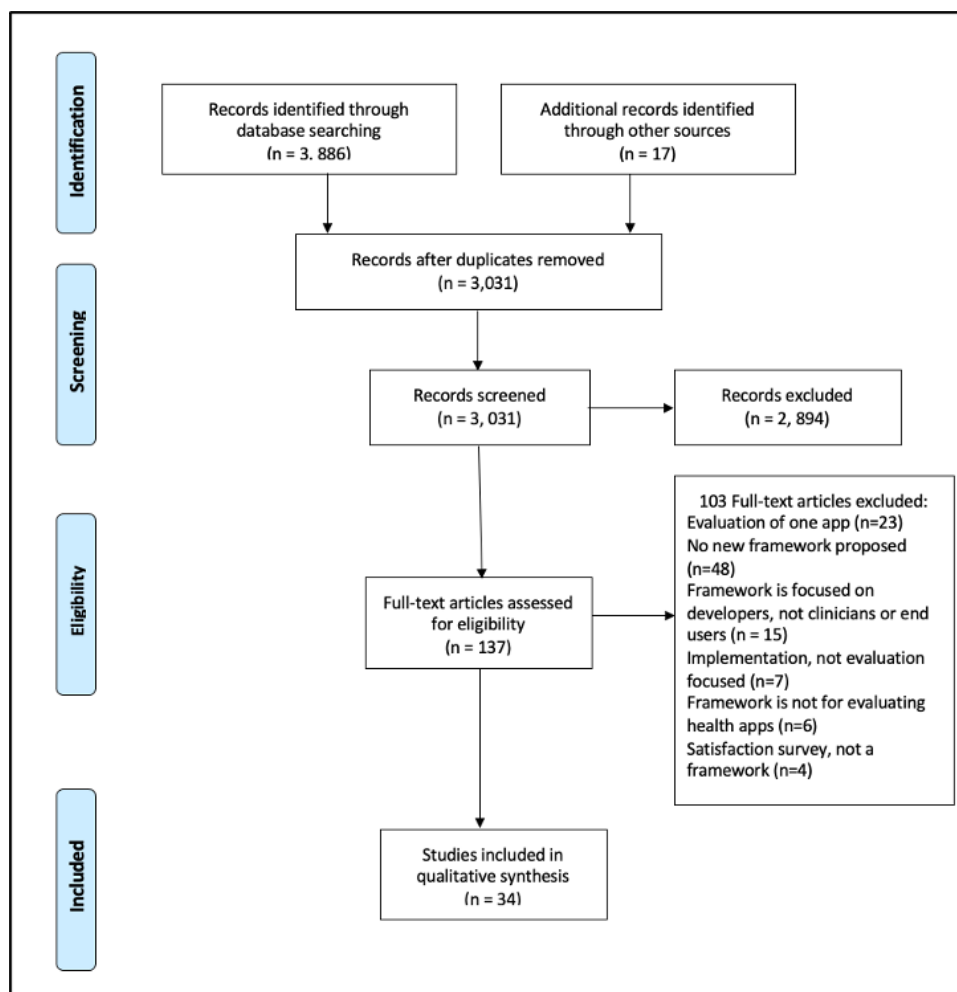 Identification
Records identified through
database searching
(n = 3. 886)
Additional records identified
through other sources
(n = 17)
Records after duplicates removed
(n = 3,031)
Screening
Records screened
(n = 3, 031)
Records excluded
(n = 2, 894)
Eligibility
Full-text articles assessed
for eligibility
(n = 137)
103 Full-text articles excluded:
Evaluation of one app (n=23)
No new framework proposed
(n=48)
Framework is focused on
developers, not clinicians or end
users (n = 15)
Implementation, not evaluation
focused (n=7)
Framework is not for evaluating
health apps (n=6)
Satisfaction survey, not a
framework (n=4)
Included
Studies included in
qualitative synthesis
(n = 34)